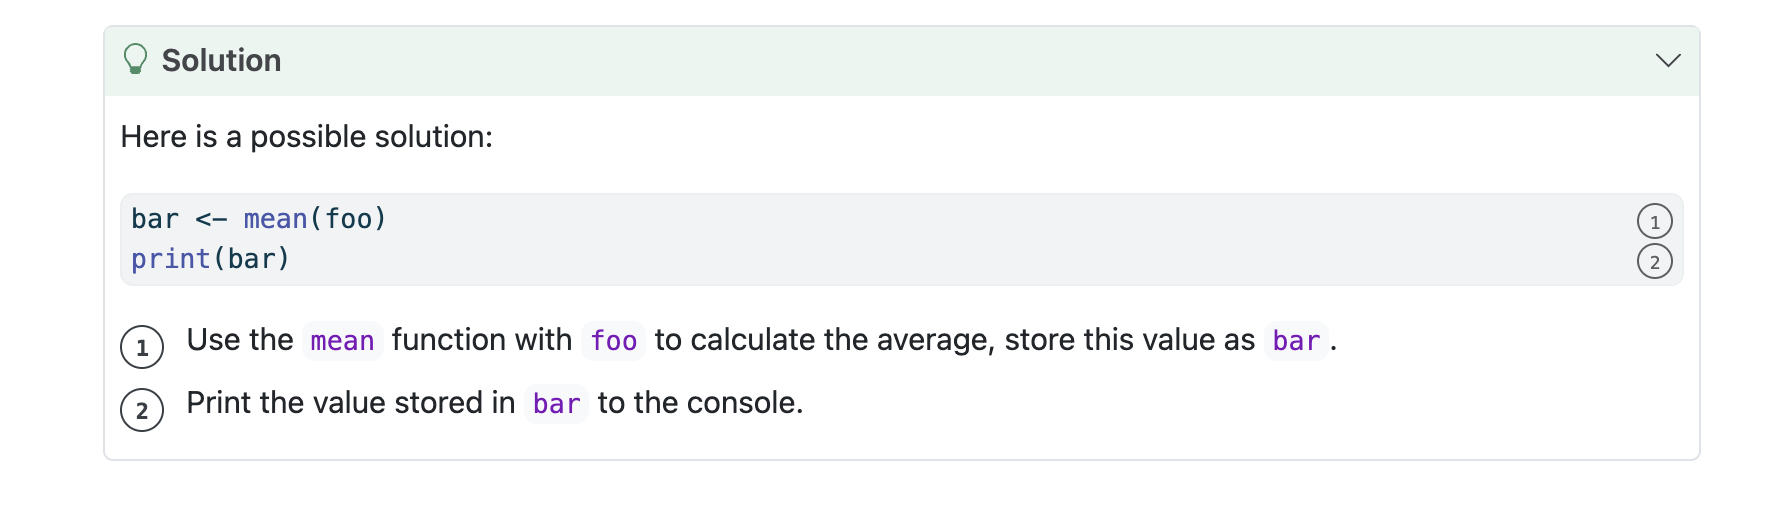 Solution
Here is a possible solution:
bar <- mean(foo) 1
print(bar) 2
1 Use the mean function with foo to calculate the average, store this value as bar.
2 Print the value stored in bar to the console.